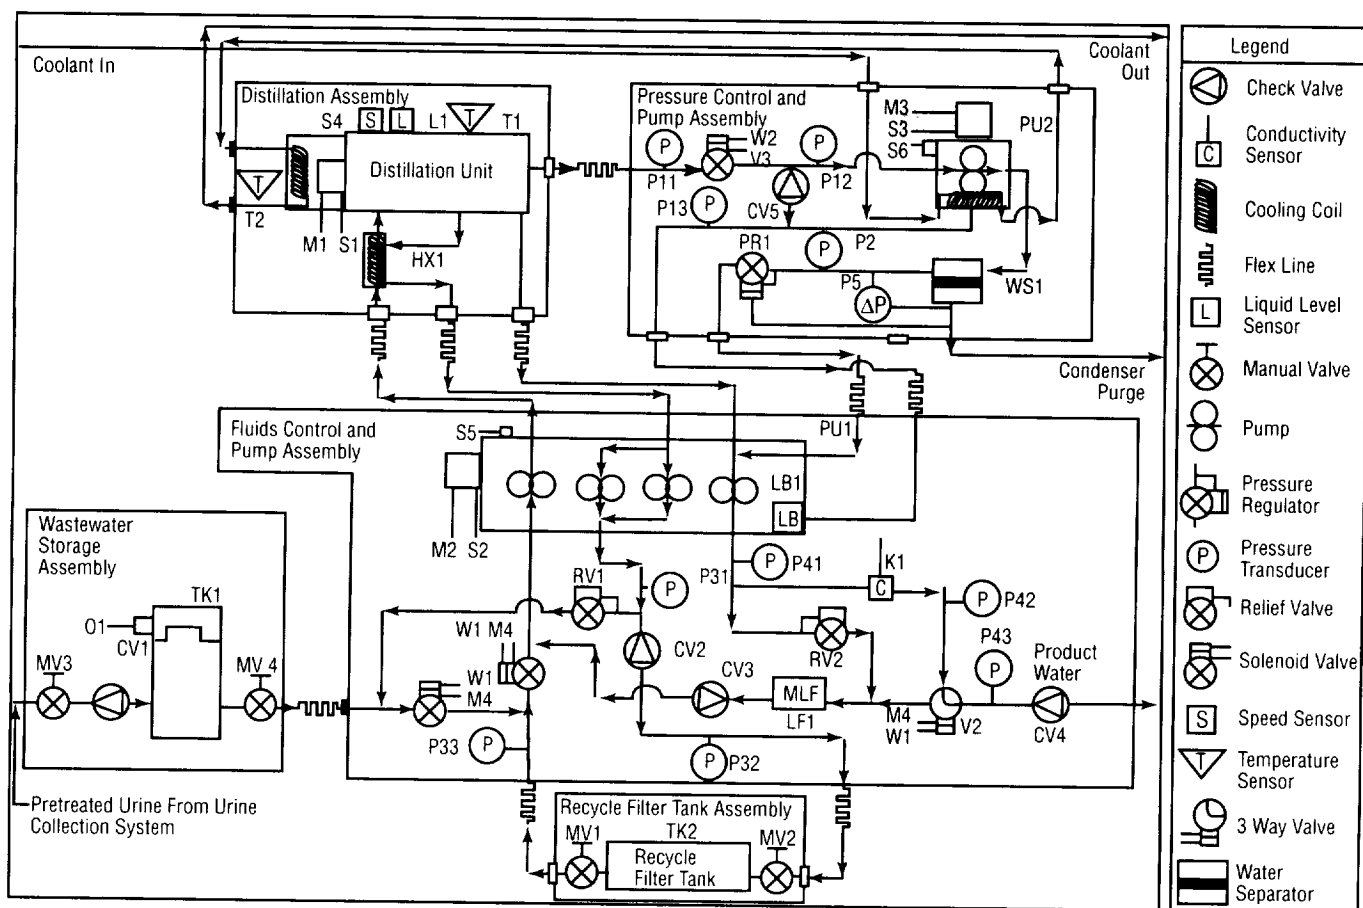 Coolant In
Coolant
Out
Distillation Assembly
S4
S
L
L1
T
T1
Distillation Unit
T
T2
M1
S1
HX1
Pressure Control and
Pump Assembly
P
P11
W2
V3
P
P12
M3
S3
S6
PU2
P13
P
CV5
P
P2
PR1
P5
ΔP
WS1
Condenser
Purge
Fluids Control and
Pump Assembly
S5
PU1
LB1
LB
M2
S2
Wastewater
Storage
Assembly
TK1
O1
CV1
MV3
MV 4
RV1
P
P31
P
P41
K1
C
P
P42
W1 M4
W1
M4
CV2
CV3
RV2
MLF
LF1
P43
P
Product
Water
M4
W1
V2
CV4
P33
P
P
P32
Pretreated Urine From Urine
Collection System
Recycle Filter Tank Assembly
MV1
TK2
MV2
Recycle
Filter Tank
Legend
Check Valve
C
Conductivity
Sensor
Cooling
Coil
Flex Line
L
Liquid Level
Sensor
Manual Valve
Pump
Pressure
Regulator
P
Pressure
Transducer
Relief Valve
Solenoid Valve
S
Speed Sensor
T
Temperature
Sensor
3 Way Valve
Water
Separator